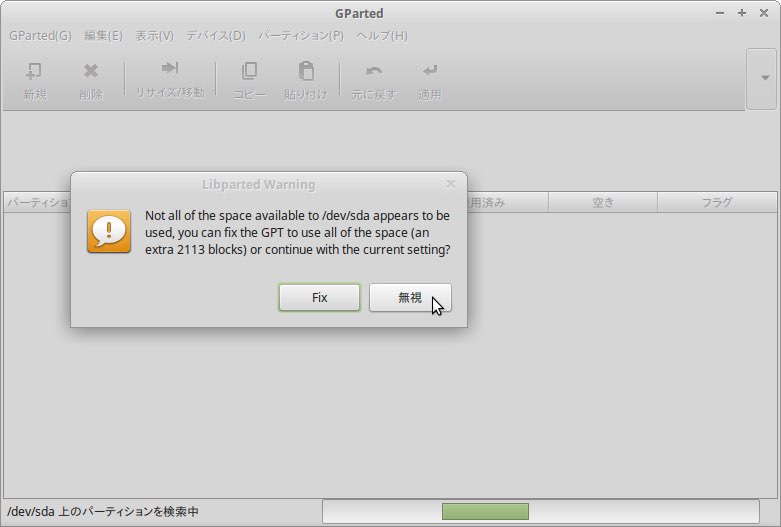 GParted
GParted(G) 編集(E) 表示(V) デバイス(D) パーティション(P) ヘルプ(H)
新規 削除 リサイズ/移動 コピー 貼り付け 元に戻す 適用
パーティショ 用済み 空き フラグ
Libparted Warning
Not all of the space available to /dev/sda appears to be
used, you can fix the GPT to use all of the space (an
extra 2113 blocks) or continue with the current setting?
Fix 無視
/dev/sda 上のパーティションを検索中